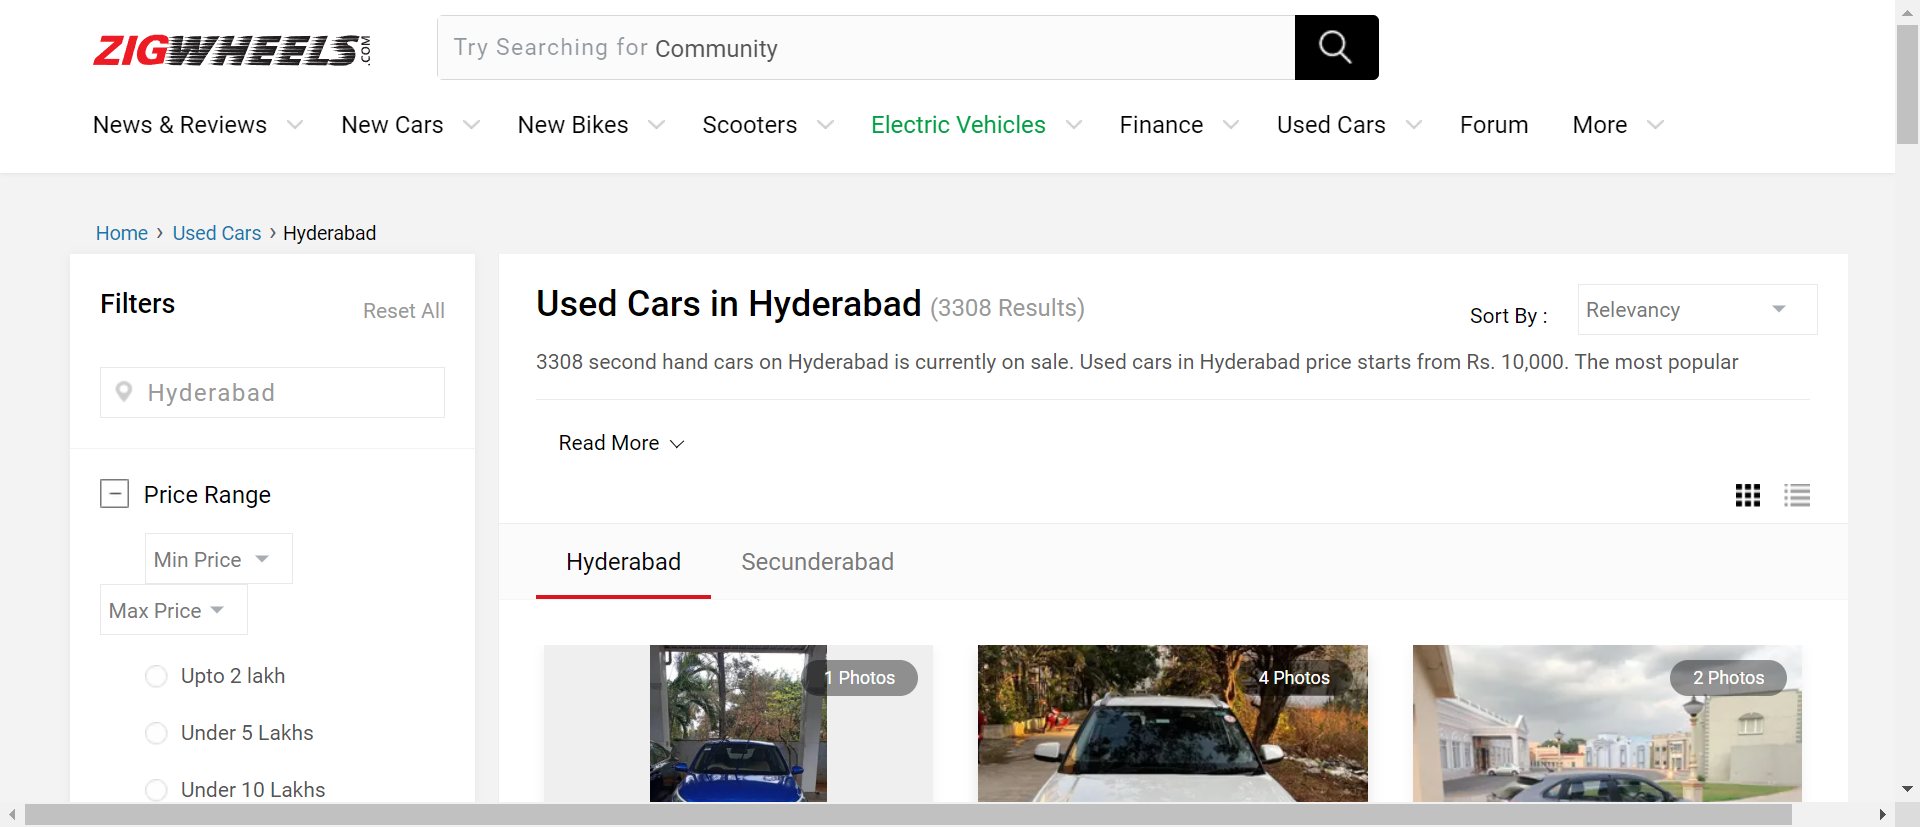 ZIGWHEELS.COM
Try Searching for Community
News & Reviews New Cars New Bikes Scooters Electric Vehicles Finance Used Cars Forum More
Home › Used Cars › Hyderabad
Filters
Reset All
Hyderabad
Price Range
Min Price
Max Price
Upto 2 lakh
Under 5 Lakhs
Under 10 Lakhs
Used Cars in Hyderabad (3308 Results)
Sort By :
Relevancy
3308 second hand cars on Hyderabad is currently on sale. Used cars in Hyderabad price starts from Rs. 10,000. The most popular
Read More
Hyderabad Secunderabad
1 Photos
4 Photos
2 Photos